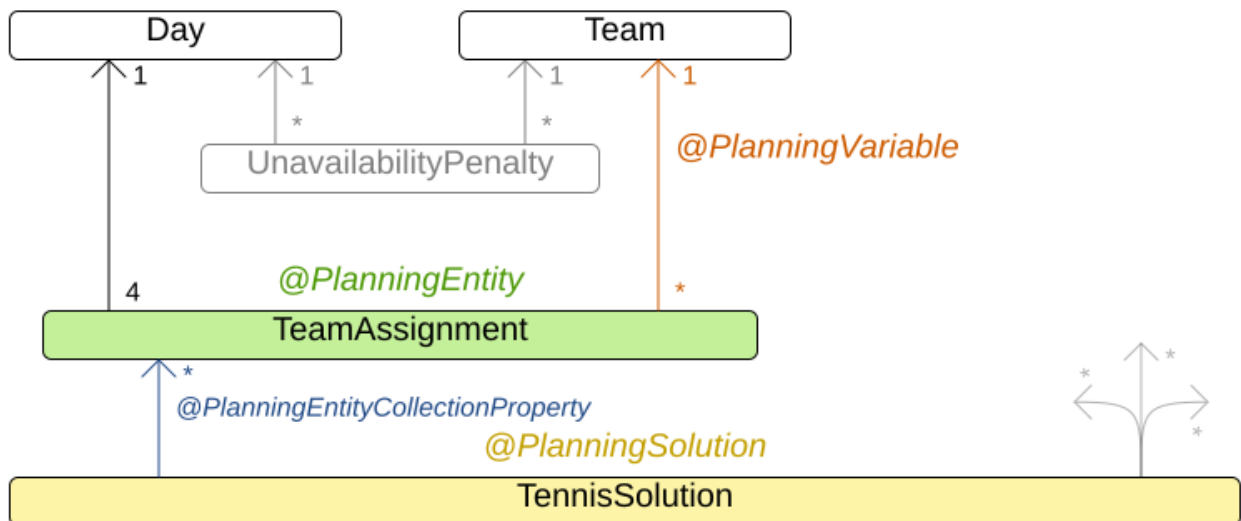 Day
Team
1
1
1
1
*
*
@PlanningVariable
UnavailabilityPenalty
@PlanningEntity
4
*
TeamAssignment
*
*
*
@PlanningEntityCollectionProperty
*
@PlanningSolution
TennisSolution